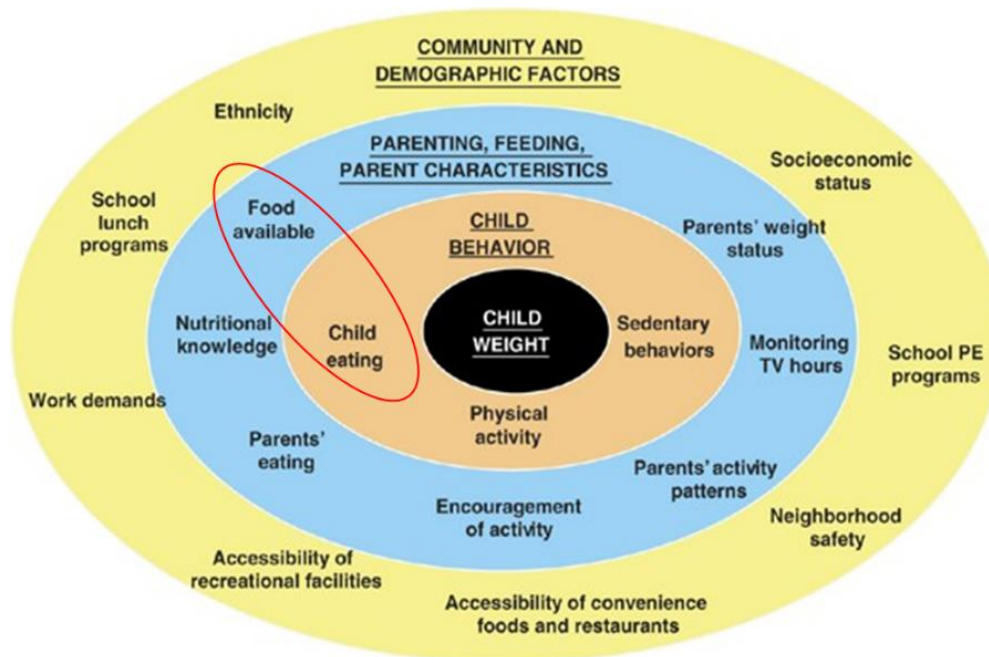 COMMUNITY AND
DEMOGRAPHIC FACTORS
Ethnicity
PARENTING, FEEDING,
PARENT CHARACTERISTICS
Socioeconomic
status
School
lunch
programs
Food
available
CHILD
BEHAVIOR
Parents' weight
status
Nutritional
knowledge
Child
eating
CHILD
WEIGHT
Sedentary
behaviors
Monitoring
TV hours
School PE
programs
Work demands
Physical
activity
Parents'
eating
Parents' activity
patterns
Encouragement
of activity
Neighborhood
safety
Accessibility of
recreational facilities
Accessibility of convenience
foods and restaurants